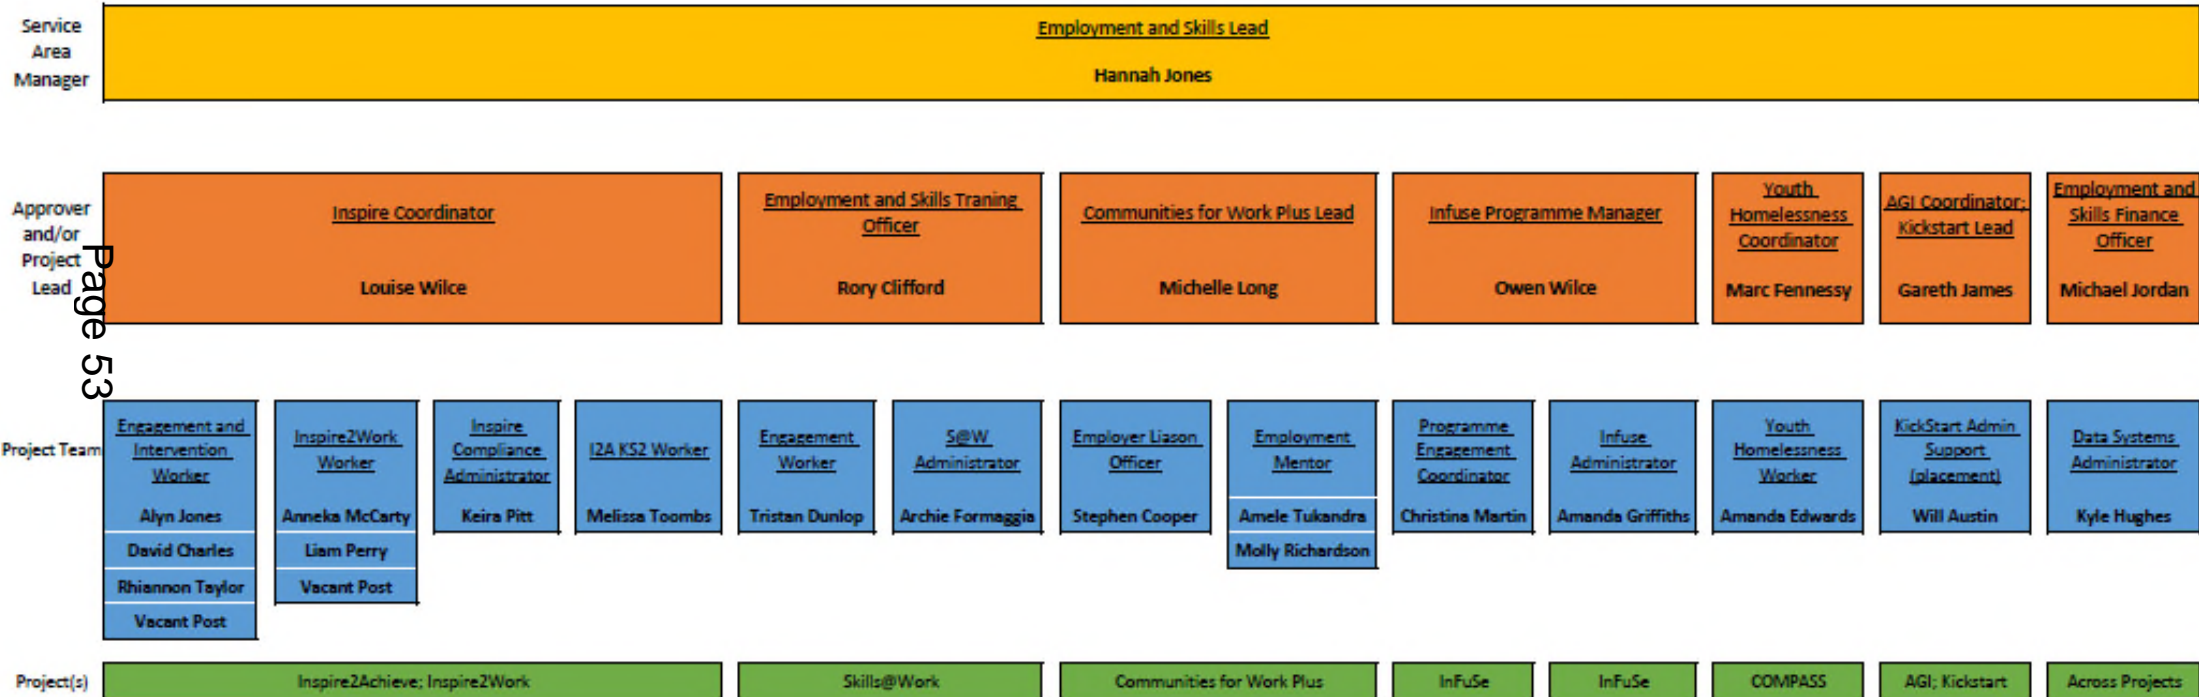 Service
Area
Manager
Employment and Skills Lead
Hannah Jones
Approver
and/or
Project
Lead
Inspire Coordinator
Louise Wilce
Employment and Skills Traning
Officer
Rory Clifford
Communities for Work Plus Lead
Michelle Long
Infuse Programme Manager
Owen Wilce
Youth
Homelessness
Coordinator
Marc Fennessy
AGI Coordinator;
Kickstart Lead
Gareth James
Employment and
Skills Finance
Officer
Michael Jordan
Page 53
Project Team
Engagement and
Intervention
Worker
Alyn Jones
David Charles
Rhiannon Taylor
Vacant Post
Inspire2Work
Worker
Anneka McCarty
Liam Perry
Vacant Post
Inspire
Compliance
Administrator
Keira Pitt
I2A KS2 Worker
Melissa Toombs
Engagement
Worker
Tristan Dunlop
S@W
Administrator
Archie Formaggia
Employer Liason
Officer
Stephen Cooper
Employment
Mentor
Amele Tukandra
Molly Richardson
Programme
Engagement
Coordinator
Christina Martin
Infuse
Administrator
Amanda Griffiths
Youth
Homelessness
Worker
Amanda Edwards
KickStart Admin
Support
(placement)
Will Austin
Data Systems
Administrator
Kyle Hughes
Project(s)
Inspire2Achieve; Inspire2Work
Skills@Work
Communities for Work Plus
InFuSe
InFuSe
COMPASS
AGI; Kickstart
Across Projects